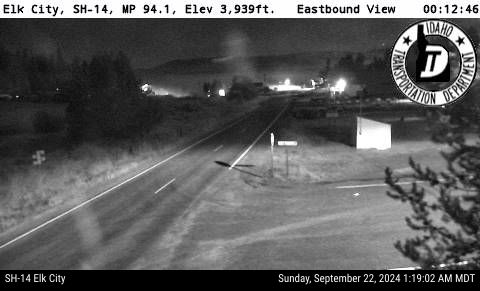 Elk City, SH-14, MP 94.1, Elev 3,939ft. Eastbound View 00:12:46
IDAHO
TRANSPORTATION DEPARTMENT
SH-14 Elk City Sunday, September 22, 2024 1:19:02 AM MDT